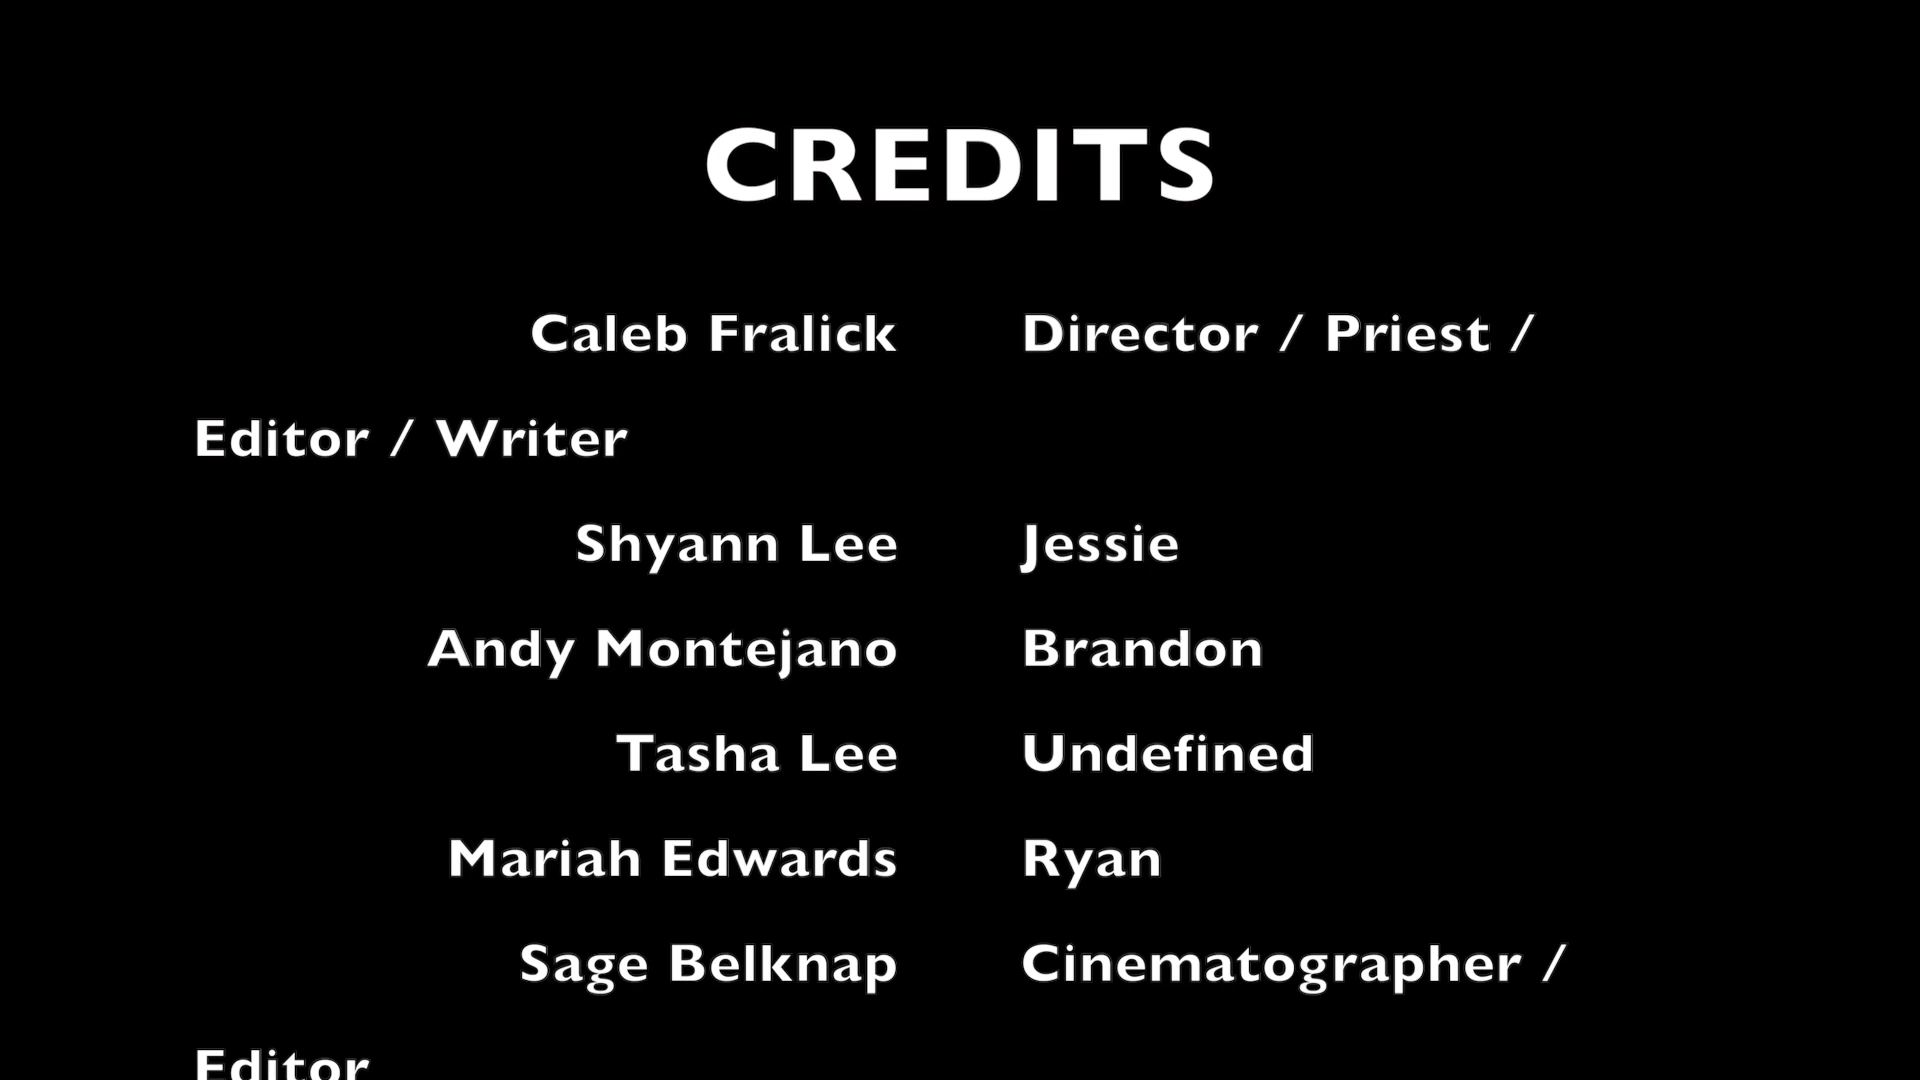 CREDITS
Caleb Fralick Director / Priest /
Editor / Writer
Shyann Lee Jessie
Andy Montejano Brandon
Tasha Lee Undefined
Mariah Edwards Ryan
Sage Belknap Cinematographer /
Editor